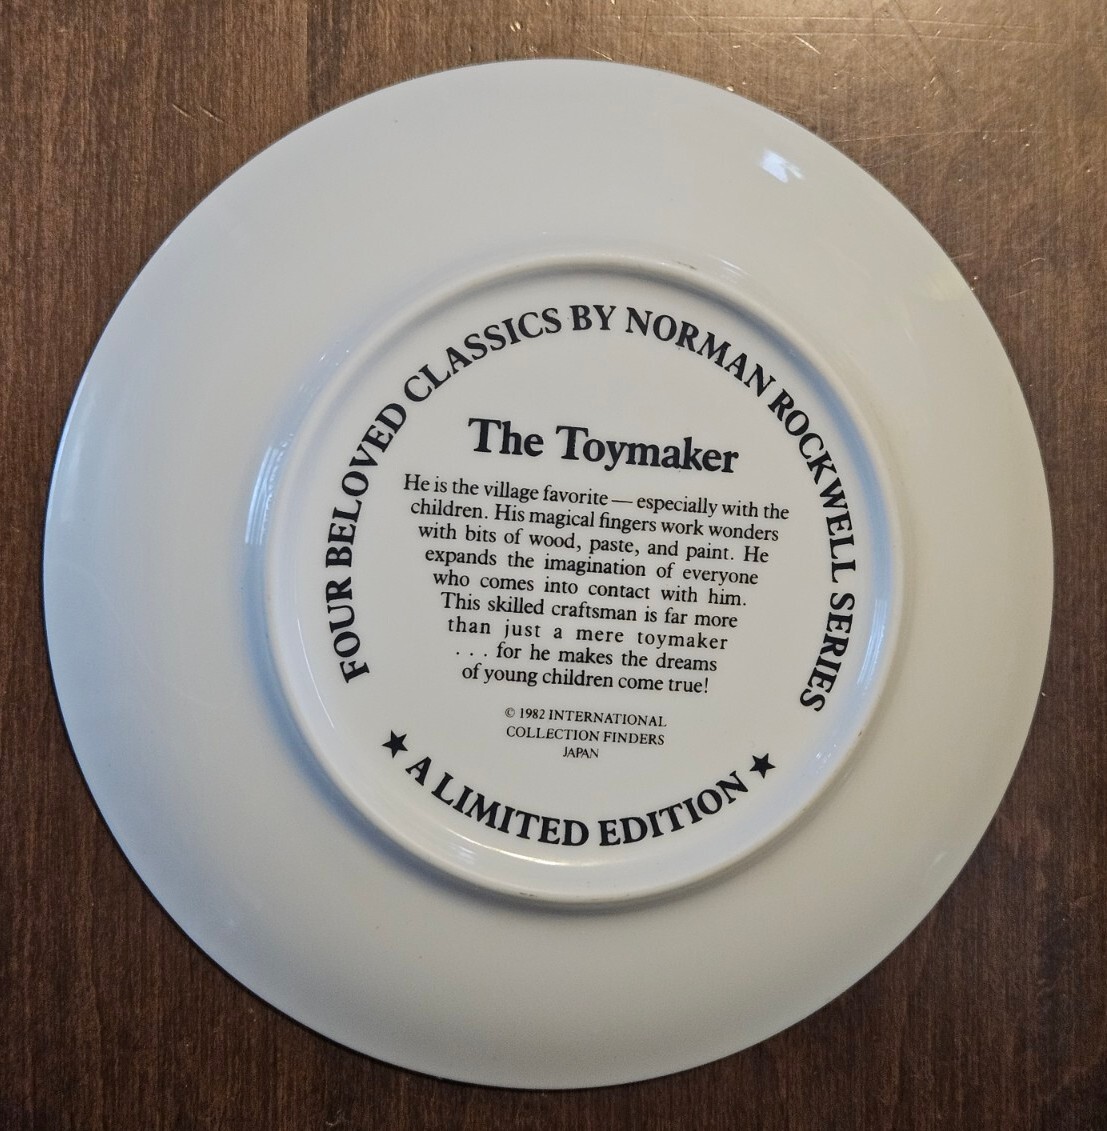 FOUR BELOVED CLASSICS BY NORMAN ROCKWELL SERIES
The Toymaker
He is the village favorite — especially with the
children. His magical fingers work wonders
with bits of wood, paste, and paint. He
expands the imagination of everyone
who comes into contact with him.
This skilled craftsman is far more
than just a mere toymaker
. . . for he makes the dreams
of young children come true!
© 1982 INTERNATIONAL
COLLECTION FINDERS
JAPAN
★ A LIMITED EDITION ★